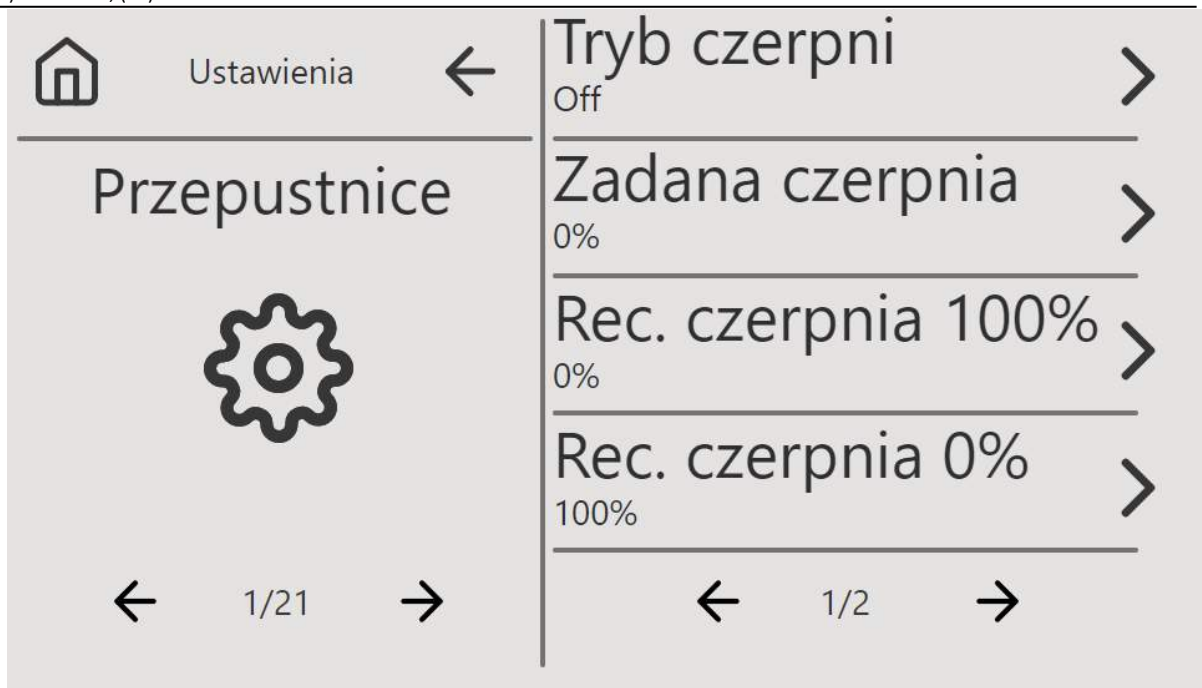 Ustawienia
Przepustnice
1/21
Tryb czerpni
Off
Zadana czerpnia
0%
Rec. czerpnia 100%
0%
Rec. czerpnia 0%
100%
1/2